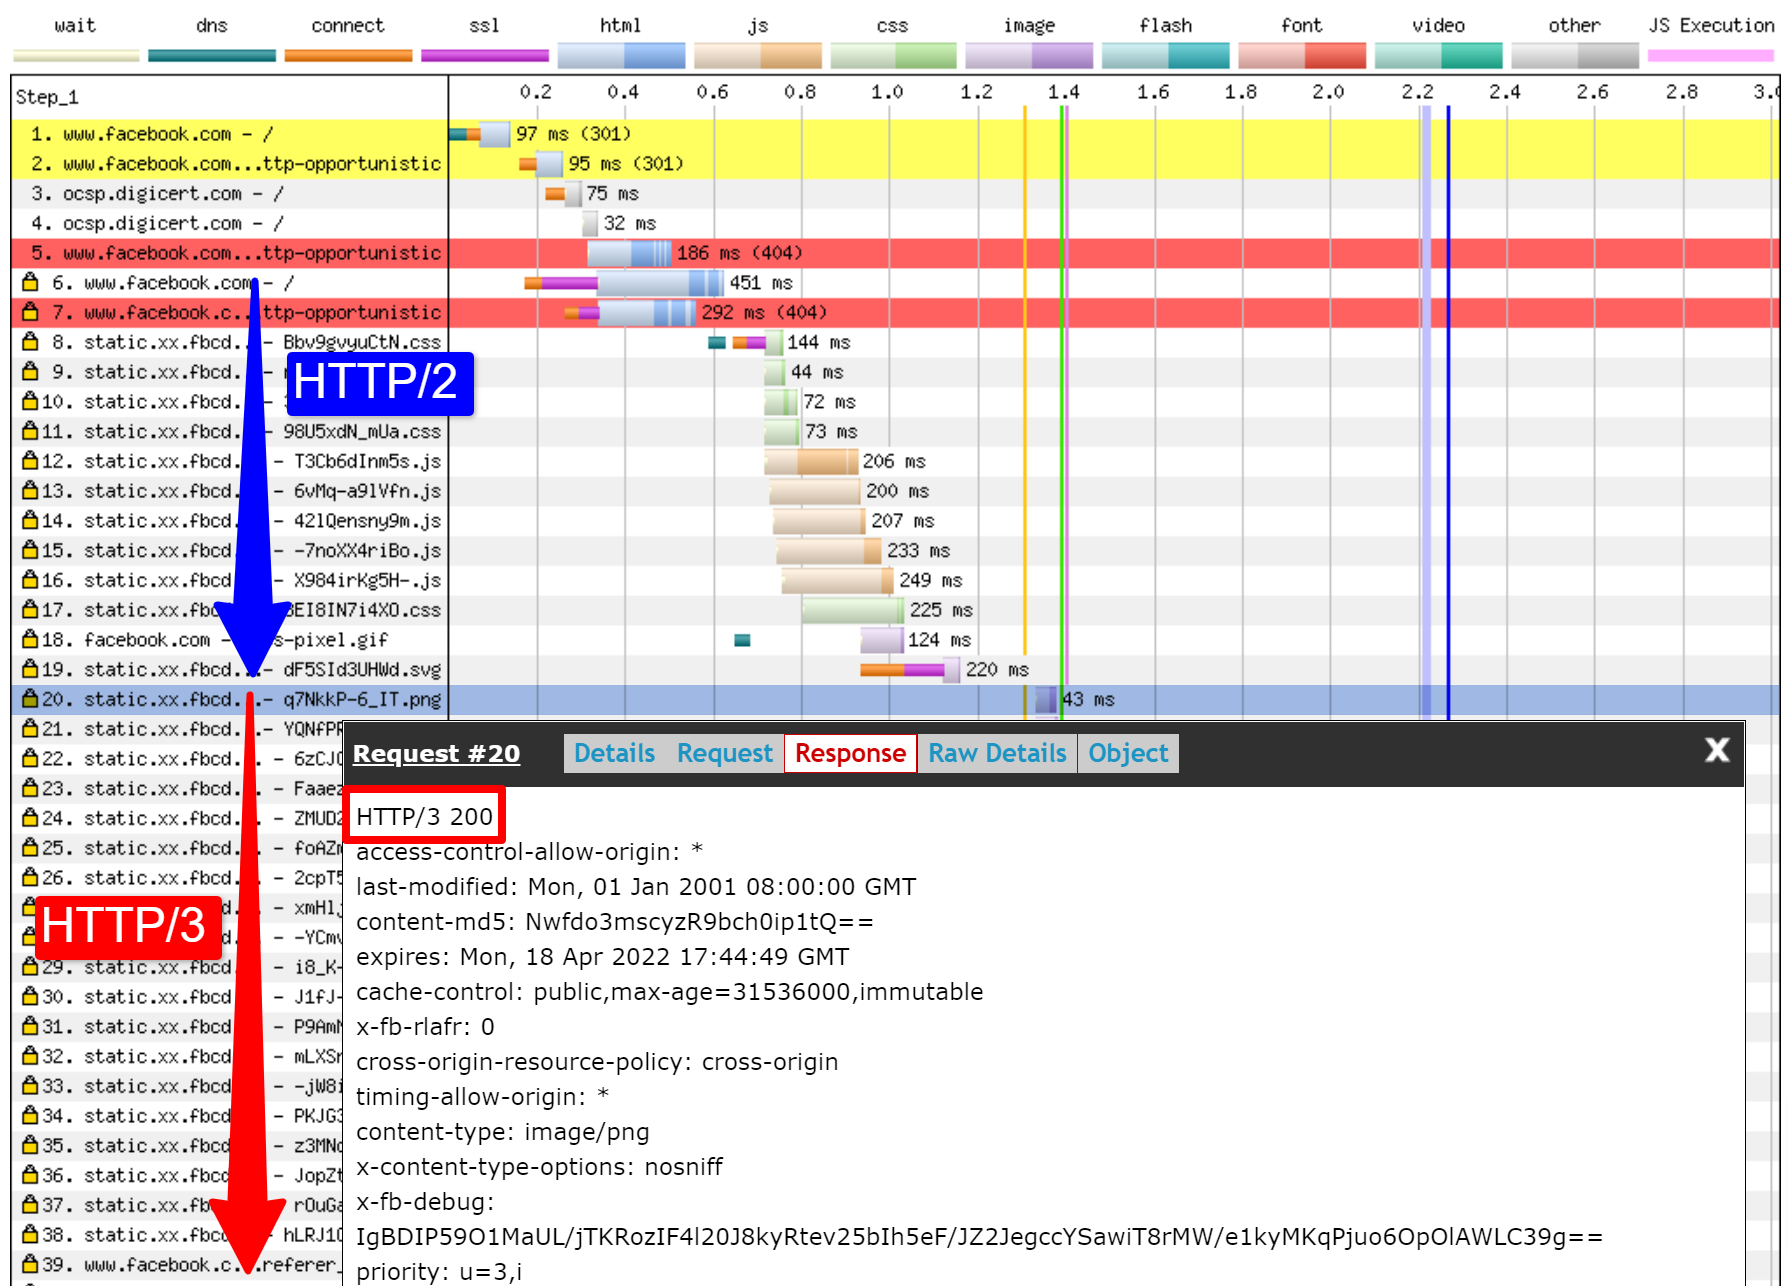 wait dns connect ssl html js css image flash font video other JS Execution
Step_1 0.2 0.4 0.6 0.8 1.0 1.2 1.4 1.6 1.8 2.0 2.2 2.4 2.6 2.8 3.0
1. www.facebook.com - / 97 ms (301)
2. www.facebook.com...ttp-opportunistic 95 ms (301)
3. ocsp.digicert.com - / 75 ms
4. ocsp.digicert.com - / 32 ms
5. www.facebook.com...ttp-opportunistic 186 ms (404)
6. www.facebook.com - / 451 ms
7. www.facebook.c...ttp-opportunistic 292 ms (404)
8. static.xx.fbcd... - Bbv9gvyuCtN.css 144 ms
9. static.xx.fbcd. - 44 ms
HTTP/2
10. static.xx.fbcd. - 72 ms
11. static.xx.fbcd. - 98U5xdN_mUa.css 73 ms
12. static.xx.fbcd. - T3Cb6dInm5s.js 206 ms
13. static.xx.fbcd. - 6vMq-a9lVfn.js 200 ms
14. static.xx.fbcd. - 42lQensny9m.js 207 ms
15. static.xx.fbcd. - -7noXX4riBo.js 233 ms
16. static.xx.fbcd. - X984irKg5H-.js 249 ms
17. static.xx.fbc EI8IN7i4XO.css 225 ms
18. facebook.com - s-pixel.gif 124 ms
19. static.xx.fbcd...- dF5SId3UHWd.svg 220 ms
20. static.xx.fbcd...- q7NkkP-6_IT.png 43 ms
21. static.xx.fbcd...- YQNfPR
22. static.xx.fbcd. - 6zCJ
23. static.xx.fbcd. - Faaez
24. static.xx.fbcd. - ZMUD2
25. static.xx.fbcd. - foAZ
26. static.xx.fbcd. - 2cpT5
d. - xmHlj
HTTP/3
d. - -YCmv
29. static.xx.fbcd. - i8_K-
30. static.xx.fbcd - J1fJ-
31. static.xx.fbcd - P9Am
32. static.xx.fbcd - mLXSr
33. static.xx.fbcd - -jW8i
34. static.xx.fbcd - PKJG3
35. static.xx.fbcd - z3MN
36. static.xx.fbcd - JopZt
37. static.xx.fb rOuGa
38. static.xx.fbc - hLRJ1
39. www.facebook.c...referer_
Request #20 Details Request Response Raw Details Object X
HTTP/3 200
access-control-allow-origin: *
last-modified: Mon, 01 Jan 2001 08:00:00 GMT
content-md5: Nwfdo3mscyzR9bch0ip1tQ==
expires: Mon, 18 Apr 2022 17:44:49 GMT
cache-control: public,max-age=31536000,immutable
x-fb-rlafr: 0
cross-origin-resource-policy: cross-origin
timing-allow-origin: *
content-type: image/png
x-content-type-options: nosniff
x-fb-debug:
IgBDIP59O1MaUL/jTKRozIF4l20J8kyRtev25bIh5eF/JZ2JegccYSawiT8rMW/e1kyMKqPjuo6OpOlAWLC39g==
priority: u=3,i